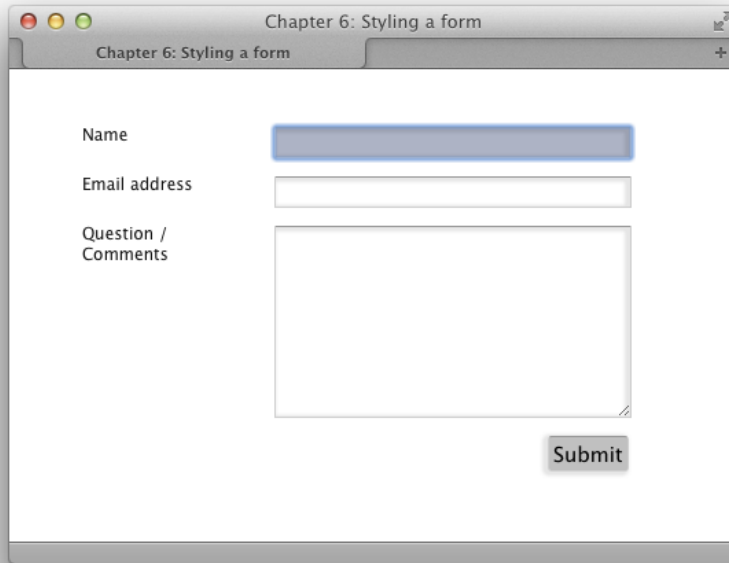 Chapter 6: Styling a form
Chapter 6: Styling a form
Name
Email address
Question /
Comments
Submit